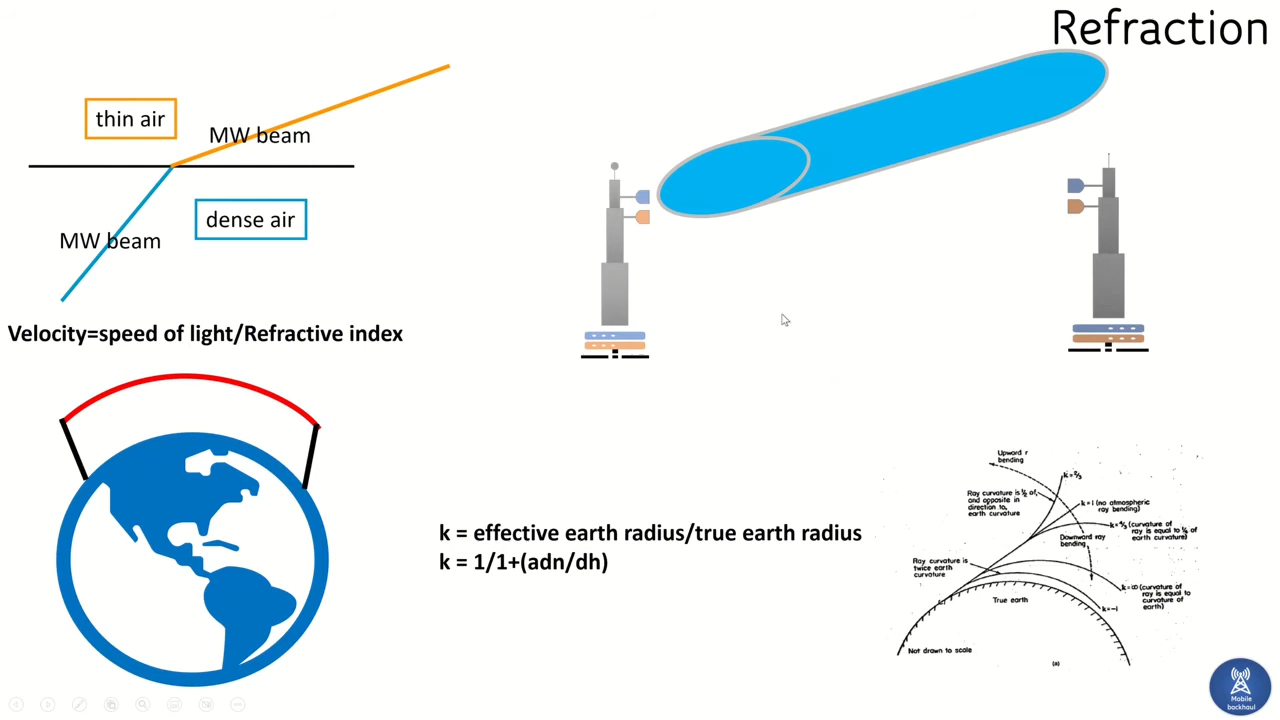 Refraction
thin air
MW beam
dense air
MW beam
Velocity=speed of light/Refractive index
k = effective earth radius/true earth radius
k = 1/1+(adn/dh)
Upward r
bending
k=⅔
Ray curvature is ½ of,
and opposite in
direction to,
earth curvature
k=1 (no atmospheric
ray bending)
k=4/3 (curvature of
ray is equal to ¼ of
earth curvature)
Downward ray
bending
Ray curvature is
twice earth
curvature
k=∞ (curvature of
ray is equal to
curvature of
earth)
True earth
k=-1
Not drawn to scale
(a)
Mobile
backhaul